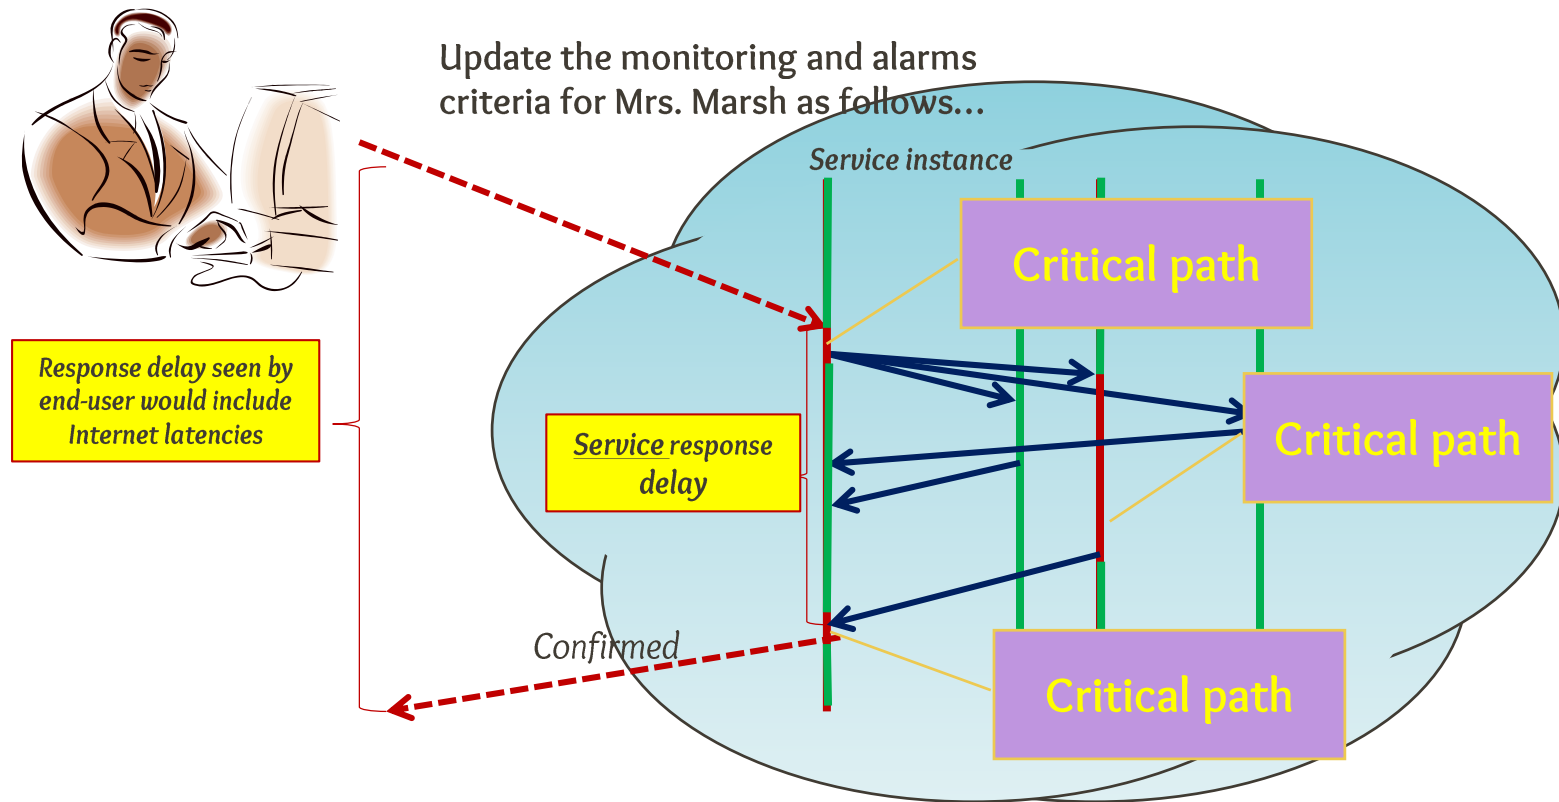 Update the monitoring and alarms
criteria for Mrs. Marsh as follows…
Service instance
Critical path
Response delay seen by
end-user would include
Internet latencies
Service response
delay
Critical path
Confirmed
Critical path